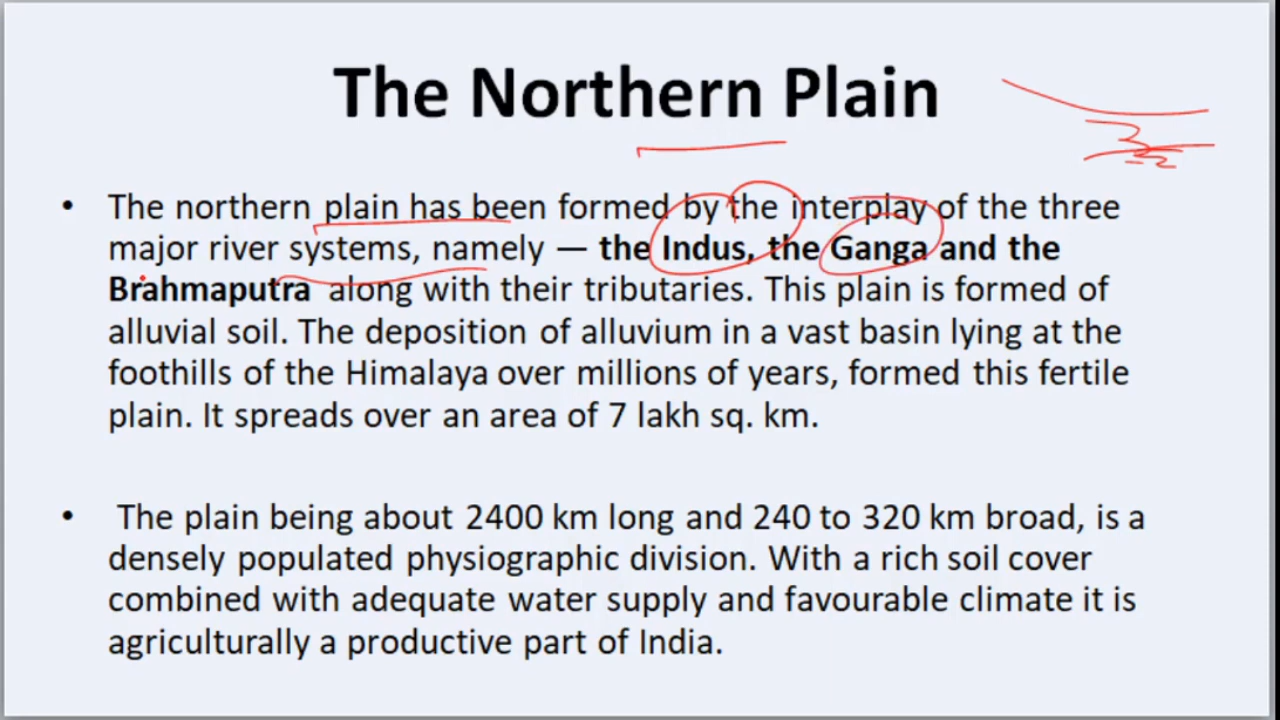 The Northern Plain
• The northern plain has been formed by the interplay of the three
major river systems, namely — the Indus, the Ganga and the
Brahmaputra along with their tributaries. This plain is formed of
alluvial soil. The deposition of alluvium in a vast basin lying at the
foothills of the Himalaya over millions of years, formed this fertile
plain. It spreads over an area of 7 lakh sq. km.
• The plain being about 2400 km long and 240 to 320 km broad, is a
densely populated physiographic division. With a rich soil cover
combined with adequate water supply and favourable climate it is
agriculturally a productive part of India.